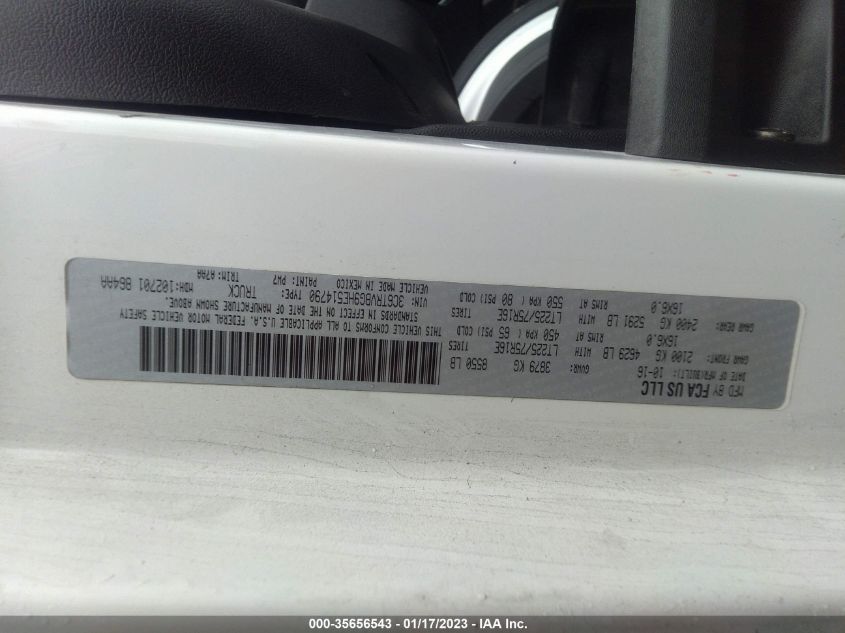 MFD BY FCA US LLC
DATE OF MFR(BUILT): 10-16 GVWR: 3879 KG 8550 LB
GAWR FRONT: 2100 KG 4629 LB WITH LT225/75R16E TIRES
16X6.0 RIMS AT 450 KPA ( 65 PSI) COLD
GAWR REAR: 2400 KG 5291 LB WITH LT225/75R16E TIRES
16X6.0 RIMS AT 550 KPA ( 80 PSI) COLD
THIS VEHICLE CONFORMS TO ALL APPLICABLE U.S.A. FEDERAL MOTOR VEHICLE SAFETY
STANDARDS IN EFFECT ON THE DATE OF MANUFACTURE SHOWN ABOVE.
VIN: 3C6TRVBG9HE514790 TYPE: TRUCK MDH:102701 864AA
VEHICLE MADE IN MEXICO PAINT: PW7 TRIM: A7AA
000-35656543 - 01/17/2023 - IAA Inc.